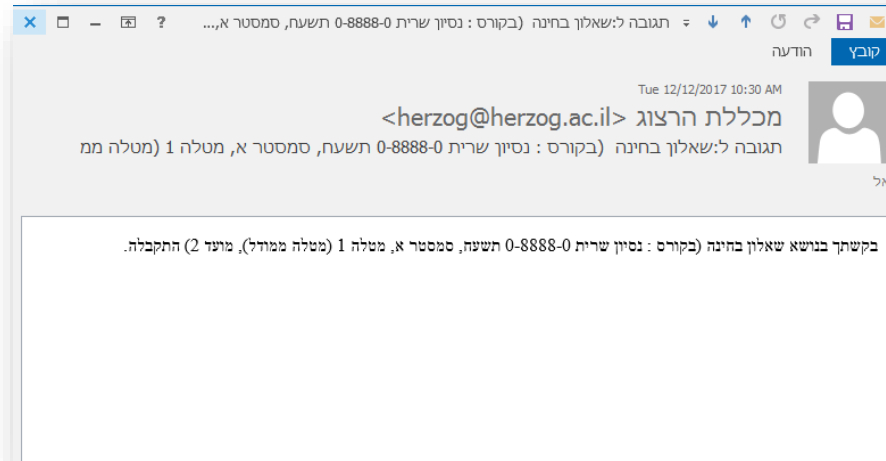 תגובה ל:שאלון בחינה (בקורס : נסיון שרית 0-8888-0 תשעח, סמסטר א,...
קובץ הודעה
Tue 12/12/2017 10:30 AM
מכללת הרצוג <herzog@herzog.ac.il>
תגובה ל:שאלון בחינה (בקורס : נסיון שרית 0-8888-0 תשעח, סמסטר א, מטלה 1 (מטלה ממ
אל
בקשתך בנושא שאלון בחינה (בקורס : נסיון שרית 0-8888-0 תשעח, סמסטר א, מטלה 1 (מטלה ממודל), מועד 2) התקבלה.